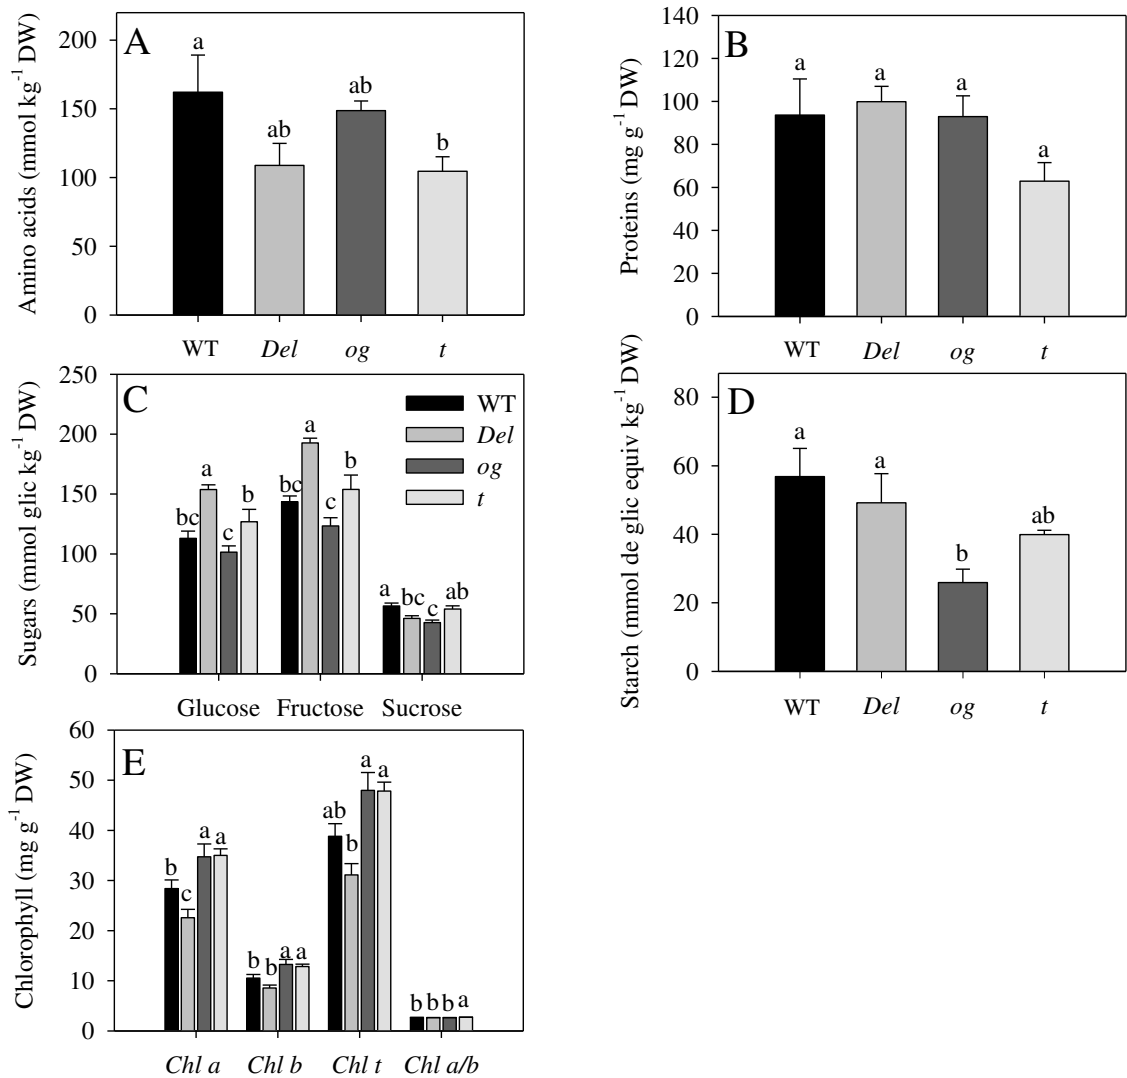 A
Amino acids (mmol kg⁻¹ DW)
200
150
100
50
0
a
ab
ab
b
WT Del og t
B
Proteins (mg g⁻¹ DW)
140
120
100
80
60
40
20
0
a
a
a
a
WT Del og t
C
Sugars (mmol glic kg⁻¹ DW)
250
200
150
100
50
0
WT
Del
og
t
bc a c b
bc a c b
a bc c ab
Glucose Fructose Sucrose
D
Starch (mmol de glic equiv kg⁻¹ DW)
80
60
40
20
0
a
a
b
ab
WT Del og t
E
Chlorophyll (mg g⁻¹ DW)
60
50
40
30
20
10
0
b c a a
b b a a
ab b a a
b b b a
Chl a Chl b Chl t Chl a/b